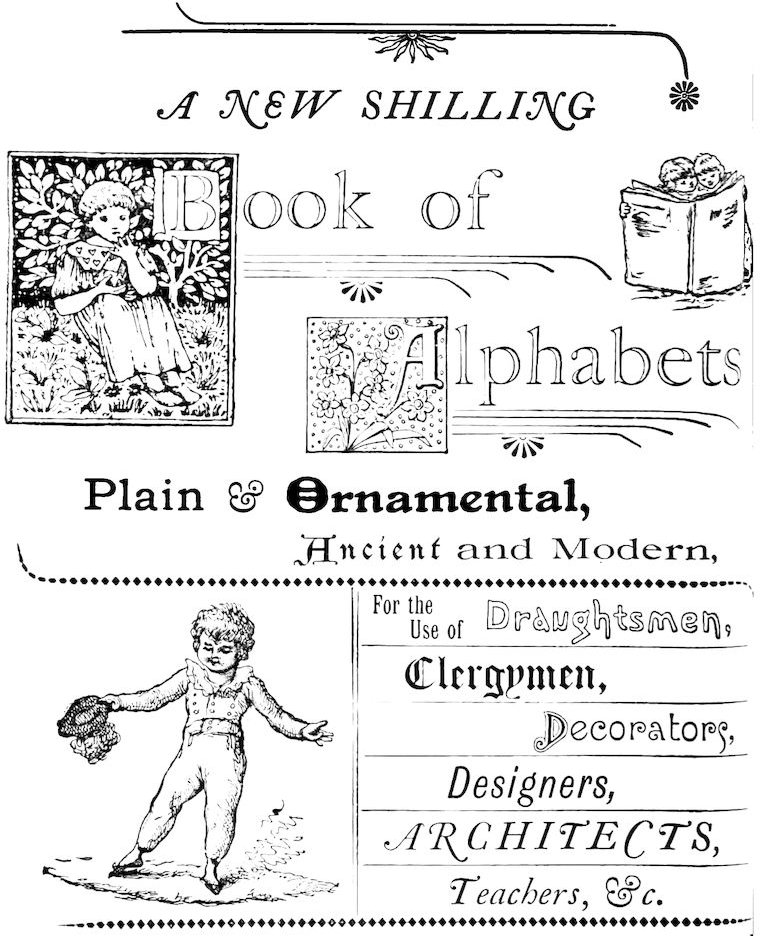 A NEW SHILLING
Book of
Alphabets
Plain & Ornamental,
Ancient and Modern,
For the
Use of Draughtsmen,
Clergymen,
Decorators,
Designers,
ARCHITECTS,
Teachers, &c.